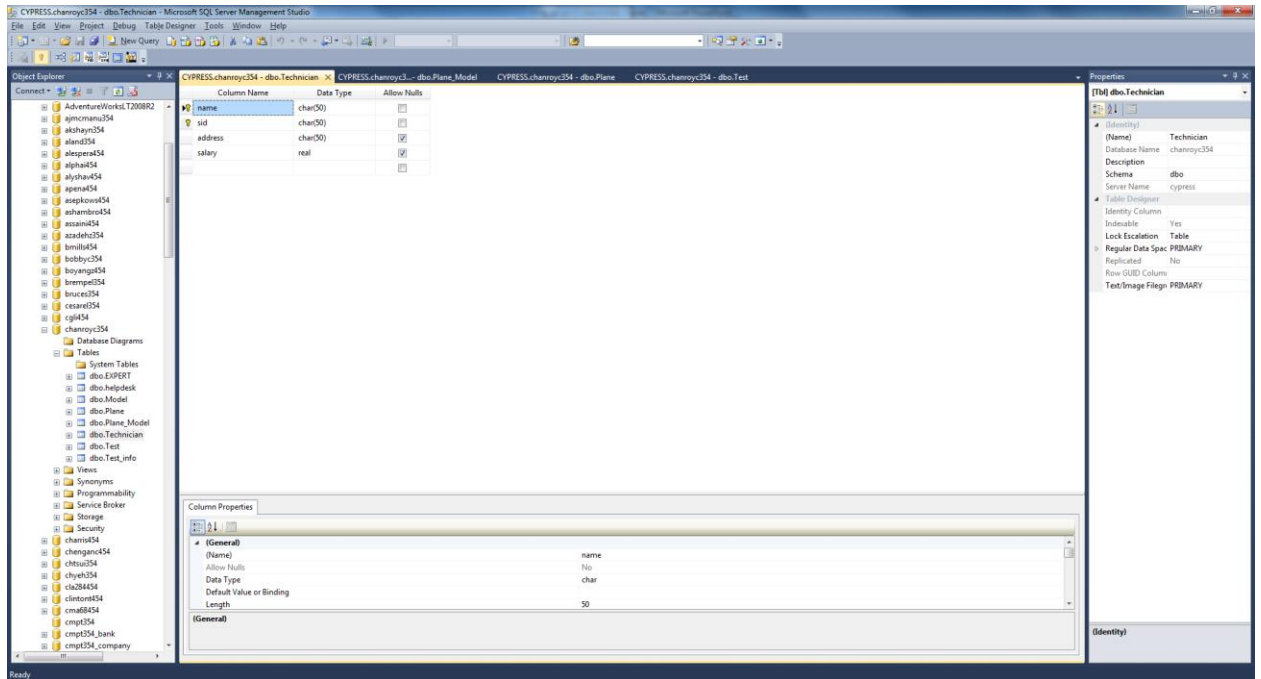 CYPRESS.chanroyc354 - dbo.Technician - Microsoft SQL Server Management Studio
File Edit View Project Debug Table Designer Tools Window Help
New Query
Object Explorer
Connect
AdventureWorksLT2008R2
ajmcmanu354
akshayn354
aland354
alespera454
alphai454
alyshav454
apena454
asepkows454
ashambro454
assaini454
azadehz354
bmills454
bobbyc354
boyangz454
brempel354
bruces354
cesarel354
cgli454
chanroyc354
Database Diagrams
Tables
System Tables
dbo.EXPERT
dbo.helpdesk
dbo.Model
dbo.Plane
dbo.Plane_Model
dbo.Technician
dbo.Test
dbo.Test_info
Views
Synonyms
Programmability
Service Broker
Storage
Security
charris454
chenganc454
chtsui354
chyeh354
cla284454
clintont454
cma68454
cmpt354
cmpt354_bank
cmpt354_company
CYPRESS.chanroyc354 - dbo.Technician CYPRESS.chanroyc3...- dbo.Plane_Model CYPRESS.chanroyc354 - dbo.Plane CYPRESS.chanroyc354 - dbo.Test
Column Name Data Type Allow Nulls
name char(50)
sid char(50)
address char(50)
salary real
Column Properties
(General)
(Name) name
Allow Nulls No
Data Type char
Default Value or Binding
Length 50
(General)
Properties
[Tbl] dbo.Technician
(Identity)
(Name) Technician
Database Name chanroyc354
Description
Schema dbo
Server Name cypress
Table Designer
Identity Column
Indexable Yes
Lock Escalation Table
Regular Data Spac PRIMARY
Replicated No
Row GUID Colum
Text/Image Filegr PRIMARY
(Identity)
Ready